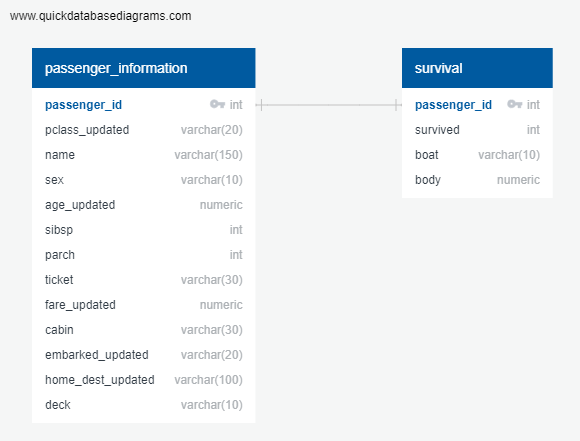 www.quickdatabasediagrams.com
passenger_information
passenger_id int
pclass_updated varchar(20)
name varchar(150)
sex varchar(10)
age_updated numeric
sibsp int
parch int
ticket varchar(30)
fare_updated numeric
cabin varchar(30)
embarked_updated varchar(20)
home_dest_updated varchar(100)
deck varchar(10)
survival
passenger_id int
survived int
boat varchar(10)
body numeric